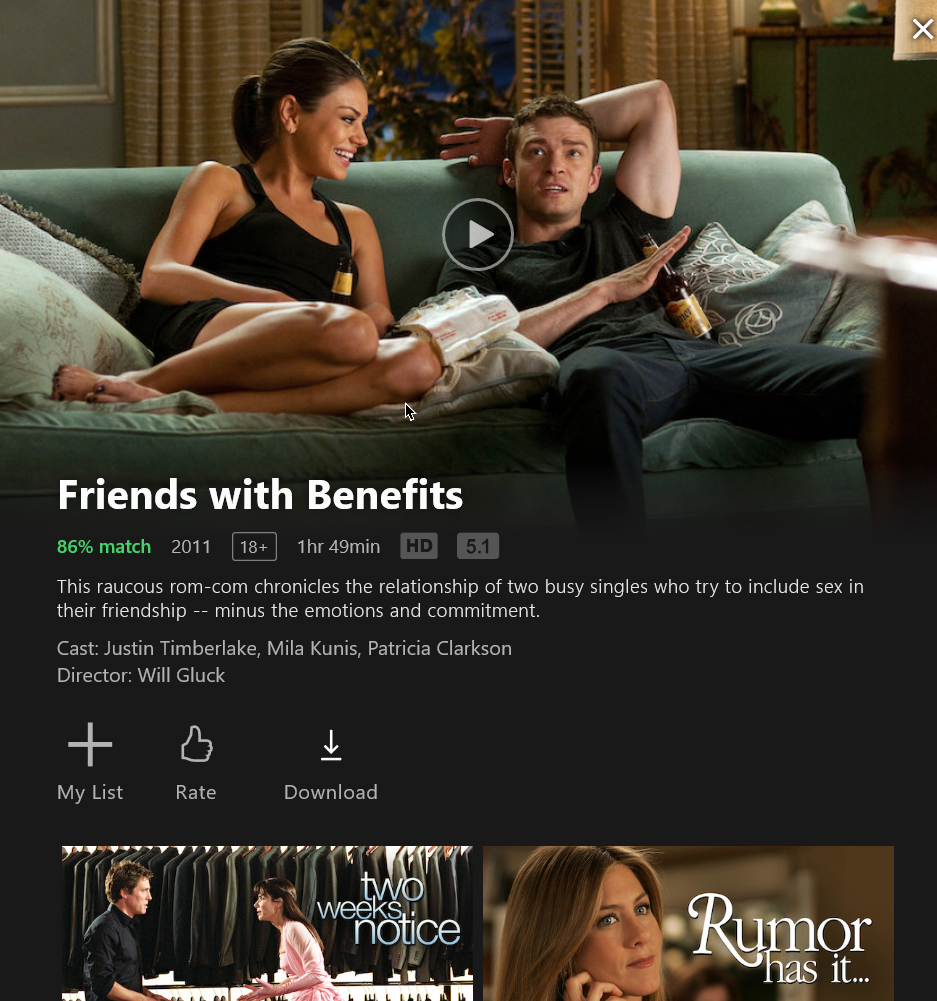 Friends with Benefits
86% match 2011 18+ 1hr 49min HD 5.1
This raucous rom-com chronicles the relationship of two busy singles who try to include sex in
their friendship -- minus the emotions and commitment.
Cast: Justin Timberlake, Mila Kunis, Patricia Clarkson
Director: Will Gluck
My List Rate Download
two
weeks
notice
Rumor
has it...